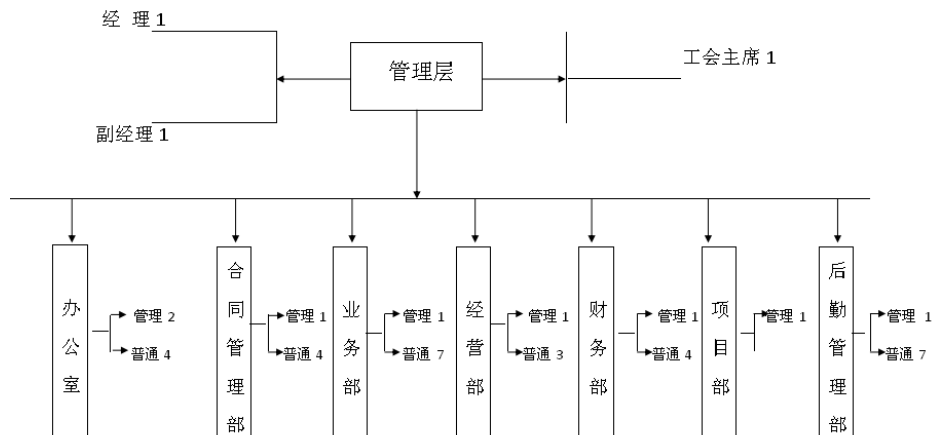 经 理 1
管理层
工会主席 1
副经理 1
办公室
管理 2
普通 4
合同管理部
管理 1
普通 4
业务部
管理 1
普通 7
经营部
管理 1
普通 3
财务部
管理 1
普通 4
项目部
管理 1
后勤管理部
管理 1
普通 7